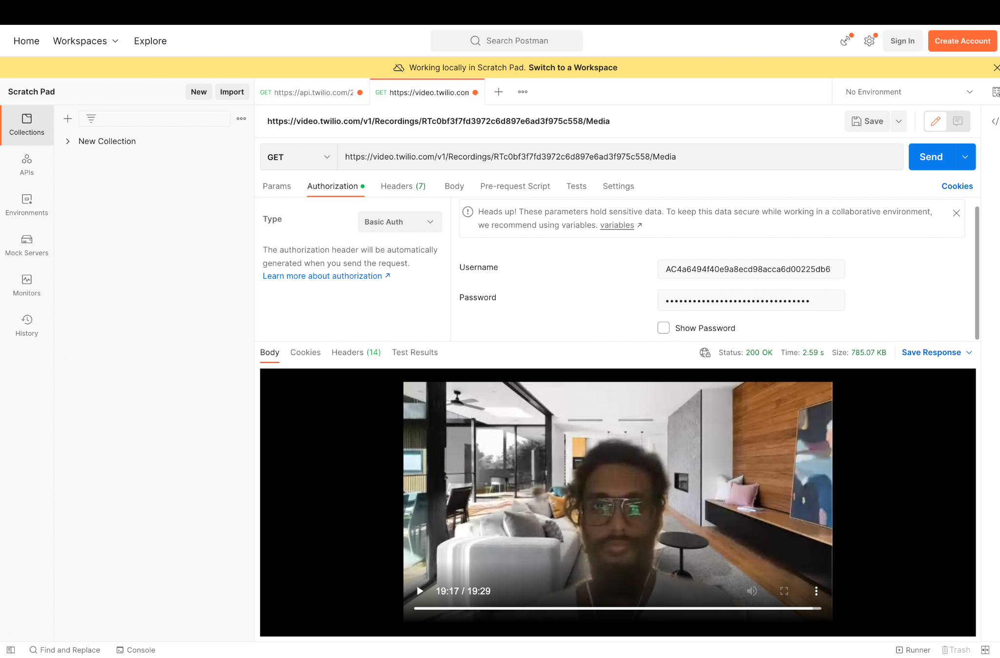 Home Workspaces Explore Search Postman Sign In Create Account
Working locally in Scratch Pad. Switch to a Workspace
Scratch Pad New Import GET https://api.twilio.com/2 GET https://video.twilio.con No Environment
https://video.twilio.com/v1/Recordings/RTc0bf3f7fd3972c6d897e6ad3f975c558/Media Save
Collections
New Collection
GET https://video.twilio.com/v1/Recordings/RTc0bf3f7fd3972c6d897e6ad3f975c558/Media Send
APIs
Params Authorization Headers (7) Body Pre-request Script Tests Settings Cookies
Environments
Type Basic Auth
Heads up! These parameters hold sensitive data. To keep this data secure while working in a collaborative environment,
we recommend using variables. variables
The authorization header will be automatically
generated when you send the request.
Learn more about authorization
Mock Servers
Username AC4a6494f40e9a8ecd98acca6d00225db6
Monitors
Password ••••••••••••••••••••••••••••••••
Show Password
History
Body Cookies Headers (14) Test Results Status: 200 OK Time: 2.59 s Size: 785.07 KB Save Response
19:17 / 19:29
Find and Replace Console Runner Trash